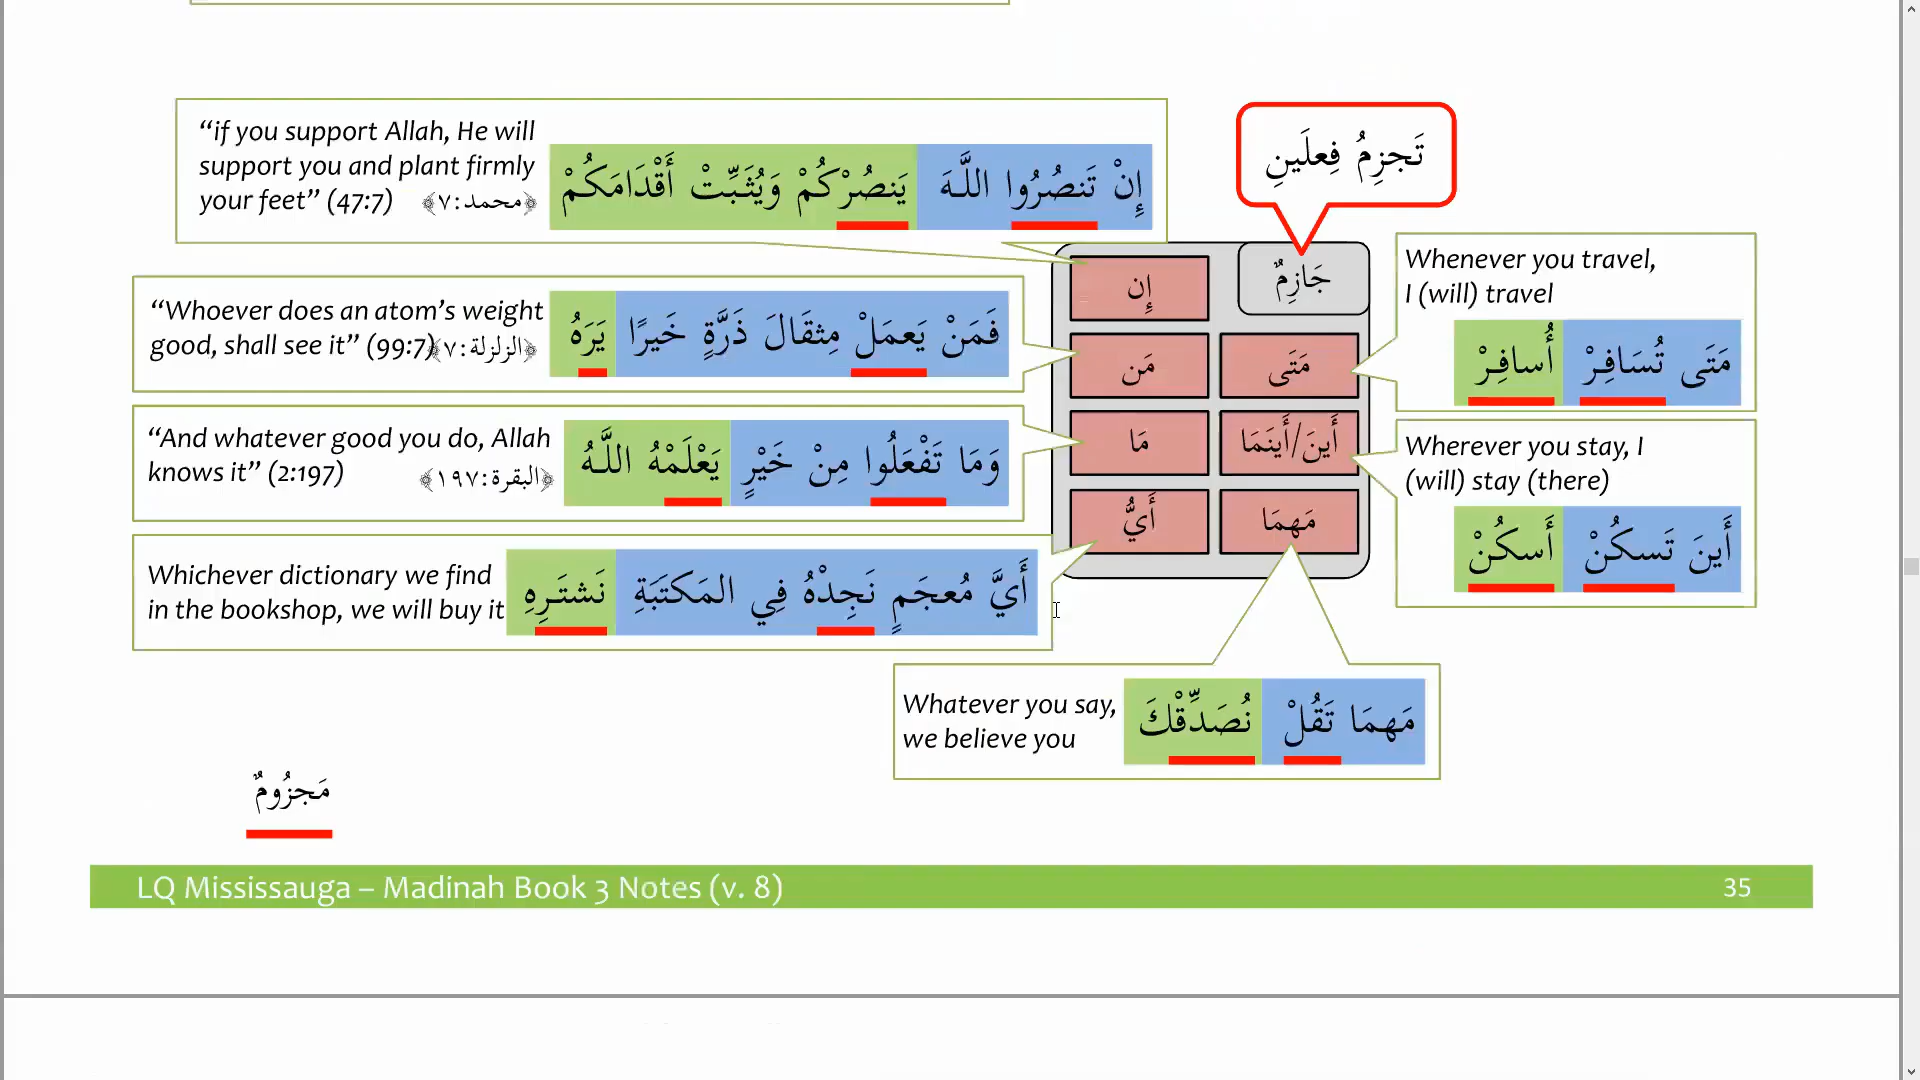 “if you support Allah, He will
support you and plant firmly
your feet” (47:7) ﴿محمد:٧﴾
إِنْ تَنصُرُوا اللَّـهَ يَنصُرْكُمْ وَيُثَبِّتْ أَقْدَامَكُمْ
تَجزِمُ فِعلَينِ
جَازِمٌ
إِن
مَن
مَتَى
مَا
أَينَ/أَينَمَا
أَيُّ
مَهمَا
“Whoever does an atom’s weight
good, shall see it” (99:7) ﴿الزلزلة:٧﴾
فَمَنْ يَعمَلْ مِثقَالَ ذَرَّةٍ خَيرًا يَرَهُ
“And whatever good you do, Allah
knows it” (2:197) ﴿البقرة:١٩٧﴾
وَمَا تَفْعَلُوا مِنْ خَيْرٍ يَعْلَمْهُ اللَّـهُ
Whichever dictionary we find
in the bookshop, we will buy it
أَيَّ مُعجَمٍ نَجِدْهُ فِي المَكتَبَةِ نَشتَـرِهِ
Whenever you travel,
I (will) travel
مَتَى تُسَافِـرْ أُسافِـرْ
Wherever you stay, I
(will) stay (there)
أَينَ تَسكُنْ أَسكُنْ
Whatever you say,
we believe you
مَهمَا تَقُلْ نُصَدِّقْكَ
مَجزُومٌ
LQ Mississauga – Madinah Book 3 Notes (v. 8)
35